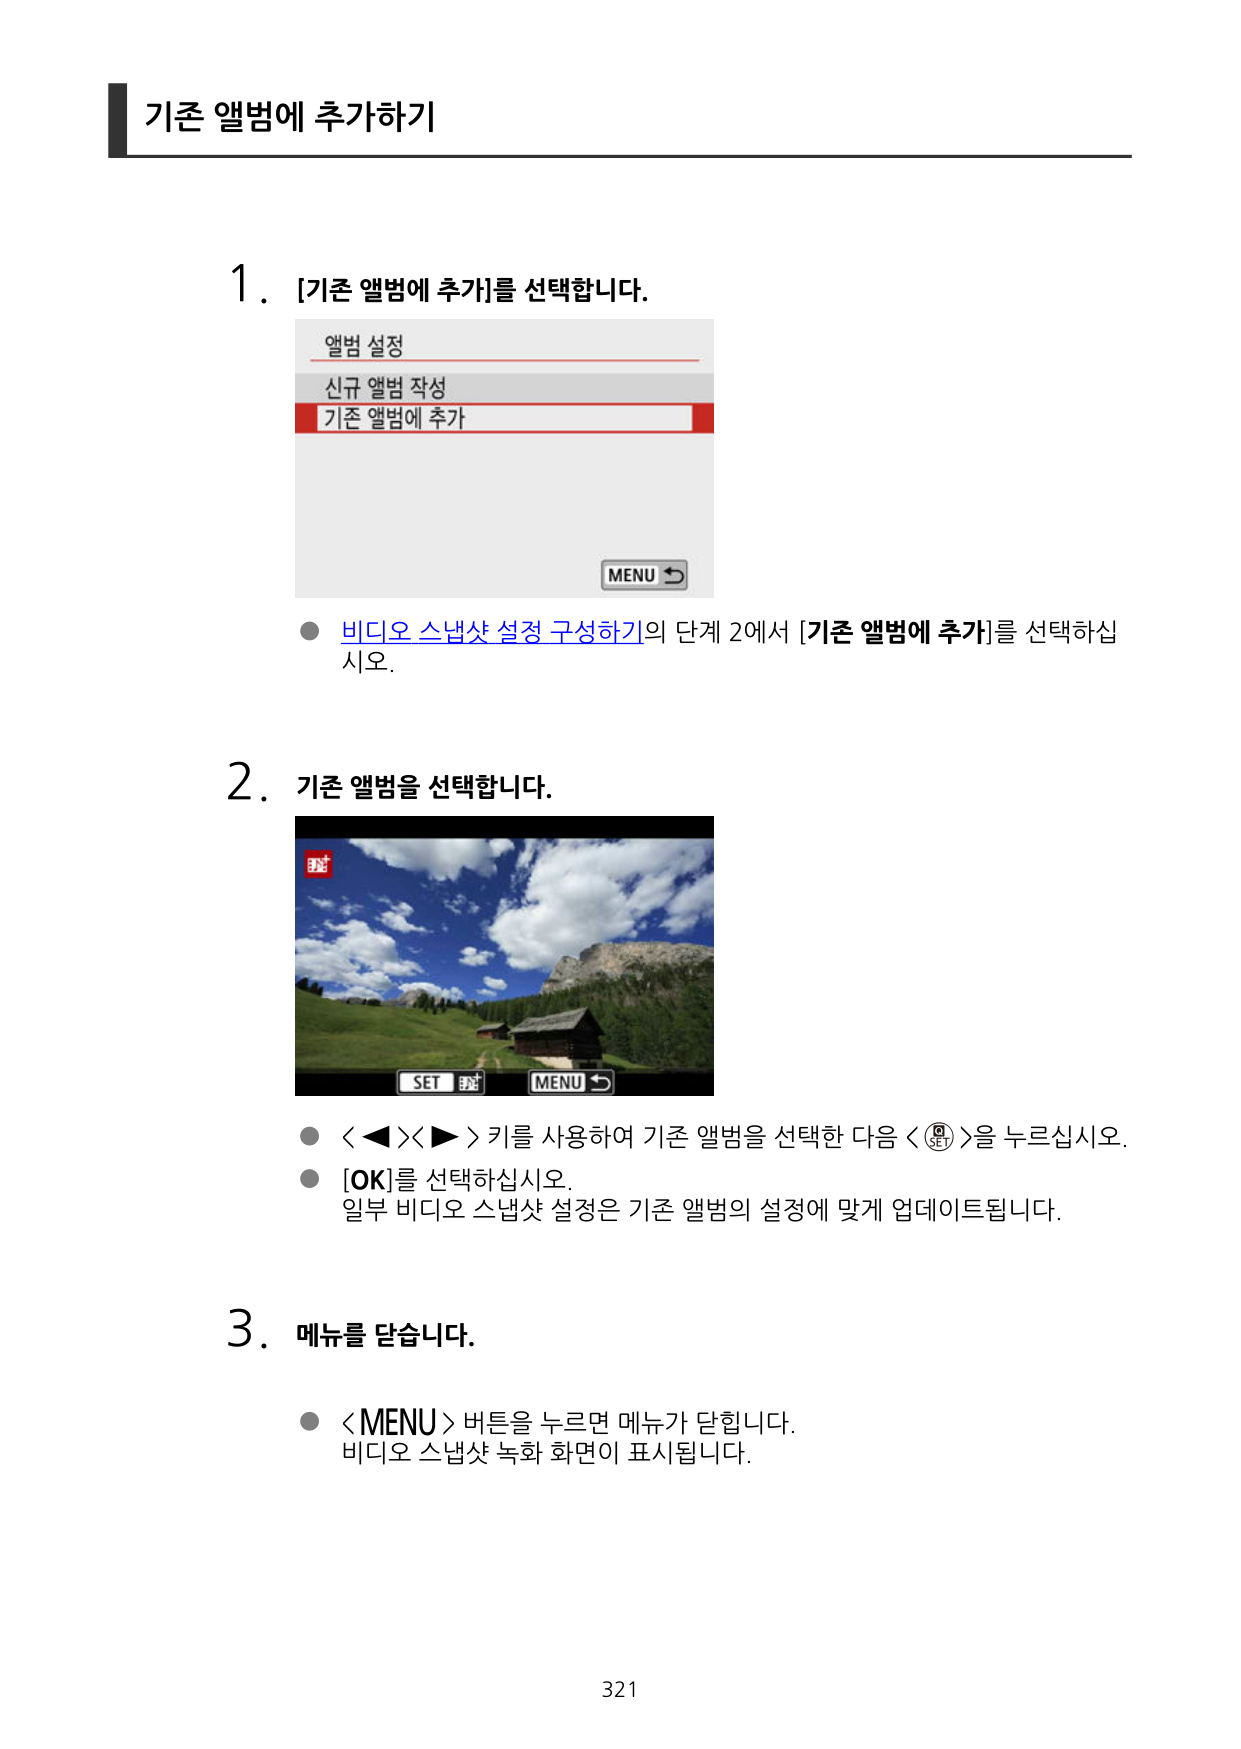 기존 앨범에 추가하기
1. [기존 앨범에 추가]를 선택합니다.
앨범 설정
신규 앨범 작성
기존 앨범에 추가
MENU
● 비디오 스냅샷 설정 구성하기의 단계 2에서 [기존 앨범에 추가]를 선택하십
시오.
2. 기존 앨범을 선택합니다.
SET MENU
● <◀><▶> 키를 사용하여 기존 앨범을 선택한 다음 <Q SET>을 누르십시오.
● [OK]를 선택하십시오.
일부 비디오 스냅샷 설정은 기존 앨범의 설정에 맞게 업데이트됩니다.
3. 메뉴를 닫습니다.
● <MENU> 버튼을 누르면 메뉴가 닫힙니다.
비디오 스냅샷 녹화 화면이 표시됩니다.
321